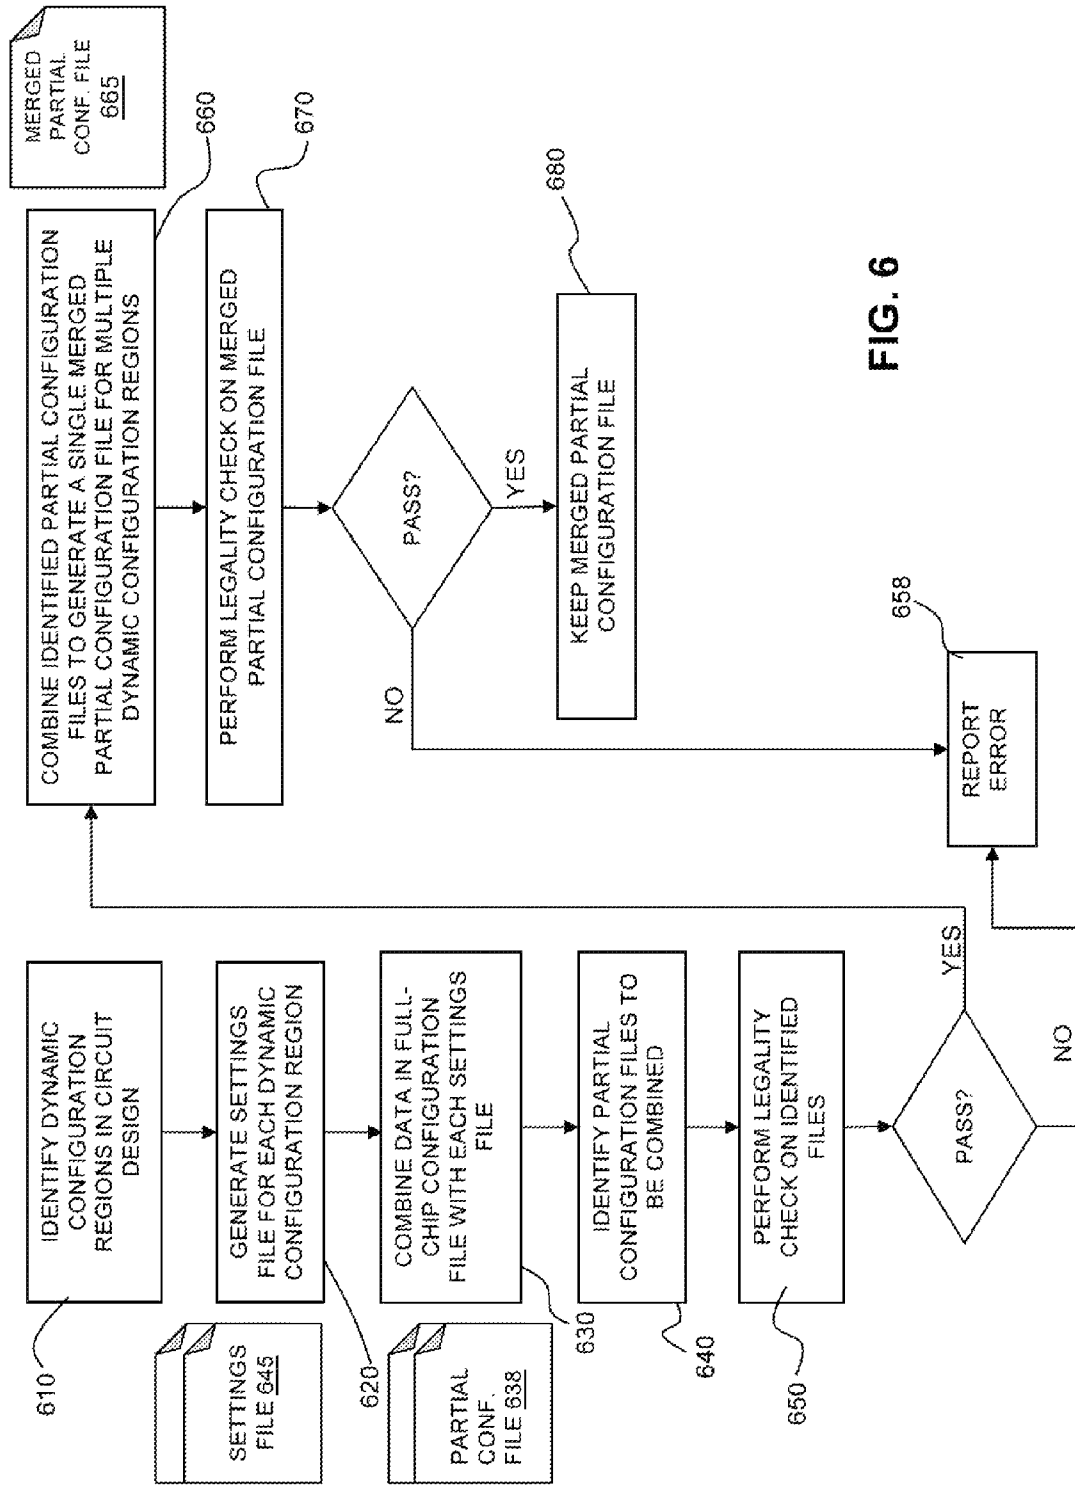 IDENTIFY DYNAMIC
CONFIGURATION
REGIONS IN CIRCUIT
DESIGN
610
GENERATE SETTINGS
FILE FOR EACH DYNAMIC
CONFIGURATION REGION
620
SETTINGS
FILE 645
COMBINE DATA IN FULL-
CHIP CONFIGURATION
FILE WITH EACH SETTINGS
FILE
630
PARTIAL
CONF.
FILE 638
IDENTIFY PARTIAL
CONFIGURATION FILES TO
BE COMBINED
640
PERFORM LEGALITY
CHECK ON IDENTIFIED
FILES
650
PASS?
YES
NO
COMBINE IDENTIFIED PARTIAL CONFIGURATION
FILES TO GENERATE A SINGLE MERGED
PARTIAL CONFIGURATION FILE FOR MULTIPLE
DYNAMIC CONFIGURATION REGIONS
660
MERGED
PARTIAL
CONF. FILE
665
PERFORM LEGALITY CHECK ON MERGED
PARTIAL CONFIGURATION FILE
670
PASS?
NO
YES
KEEP MERGED PARTIAL
CONFIGURATION FILE
680
REPORT
ERROR
658
FIG. 6